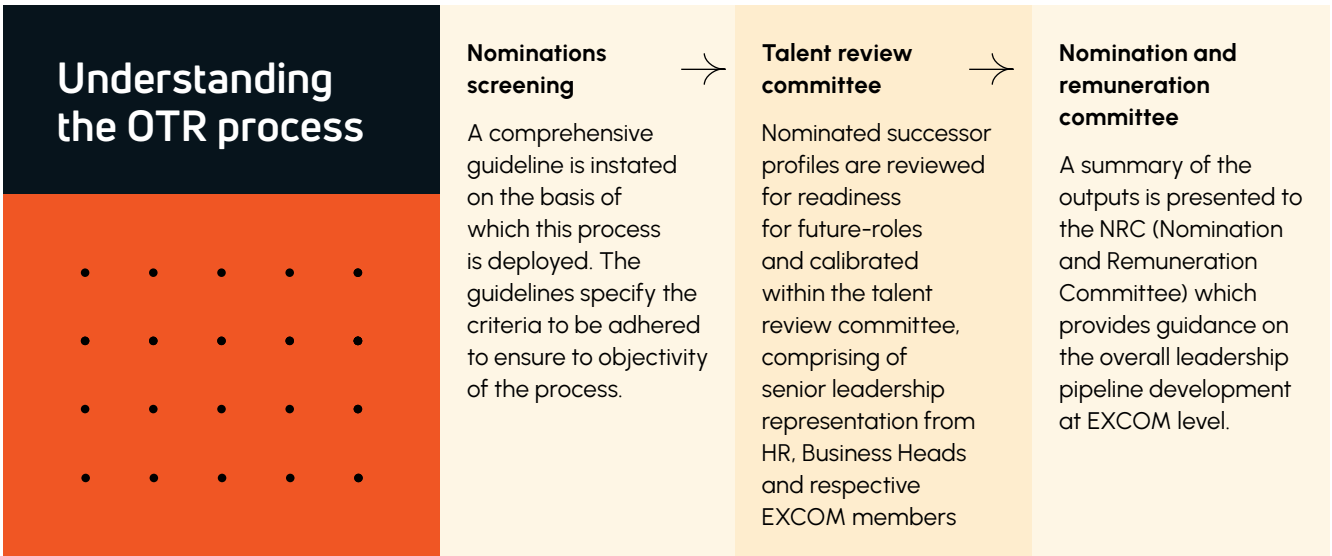 Understanding
the OTR process
Nominations
screening
A comprehensive
guideline is instated
on the basis of
which this process
is deployed. The
guidelines specify the
criteria to be adhered
to ensure to objectivity
of the process.
Talent review
committee
Nominated successor
profiles are reviewed
for readiness
for future-roles
and calibrated
within the talent
review committee,
comprising of
senior leadership
representation from
HR, Business Heads
and respective
EXCOM members
Nomination and
remuneration
committee
A summary of the
outputs is presented to
the NRC (Nomination
and Remuneration
Committee) which
provides guidance on
the overall leadership
pipeline development
at EXCOM level.